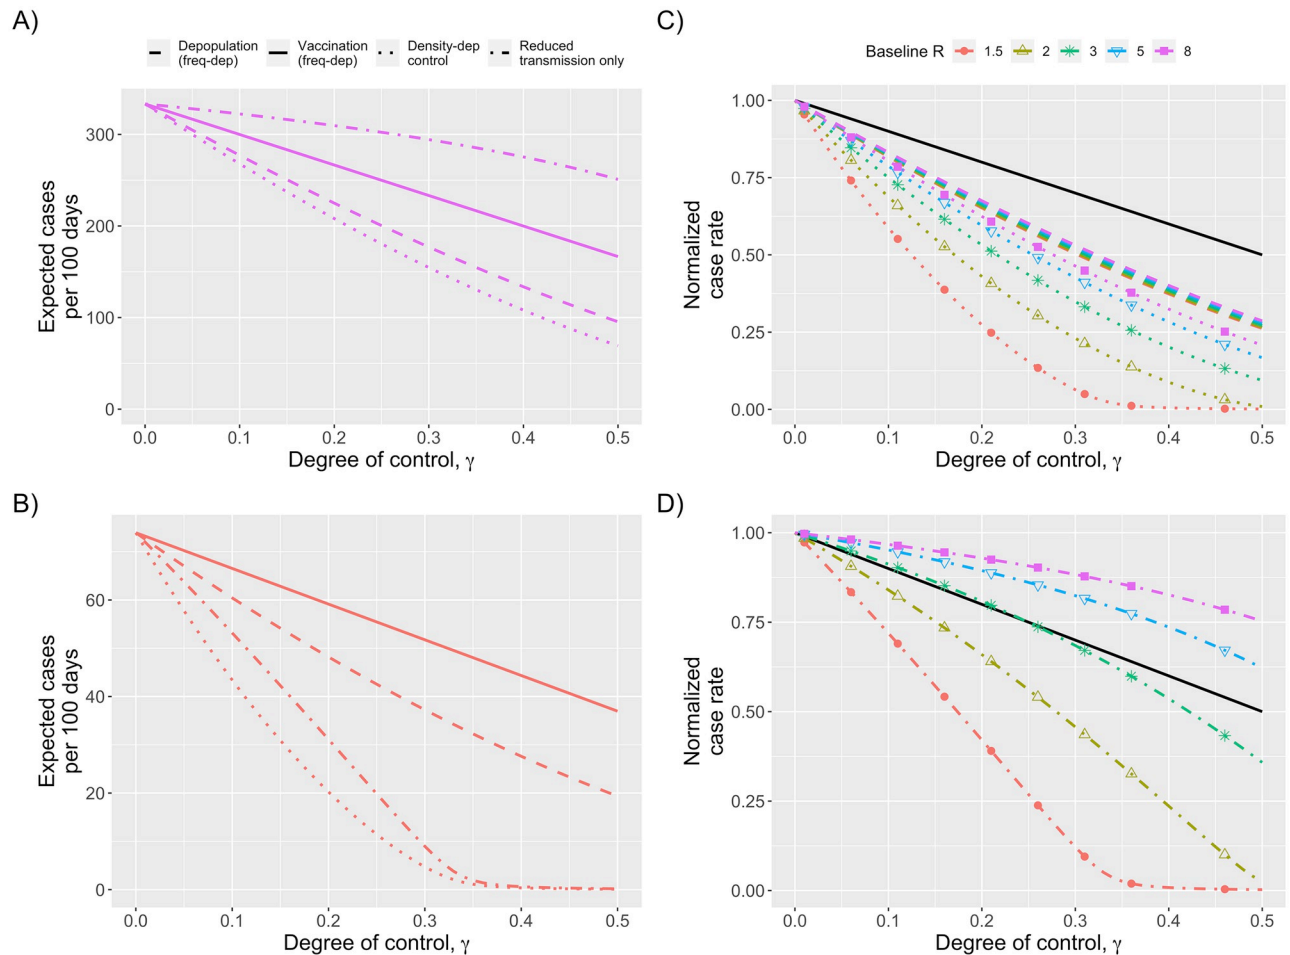 A)
Depopulation
(freq-dep)
Vaccination
(freq-dep)
Density-dep
control
Reduced
transmission only
Expected cases
per 100 days
300
200
100
0
0.0 0.1 0.2 0.3 0.4 0.5
Degree of control, γ
C)
Baseline R 1.5 2 3 5 8
Normalized
case rate
1.00
0.75
0.50
0.25
0.00
0.0 0.1 0.2 0.3 0.4 0.5
Degree of control, γ
B)
Expected cases
per 100 days
60
40
20
0
0.0 0.1 0.2 0.3 0.4 0.5
Degree of control, γ
D)
Normalized
case rate
1.00
0.75
0.50
0.25
0.00
0.0 0.1 0.2 0.3 0.4 0.5
Degree of control, γ